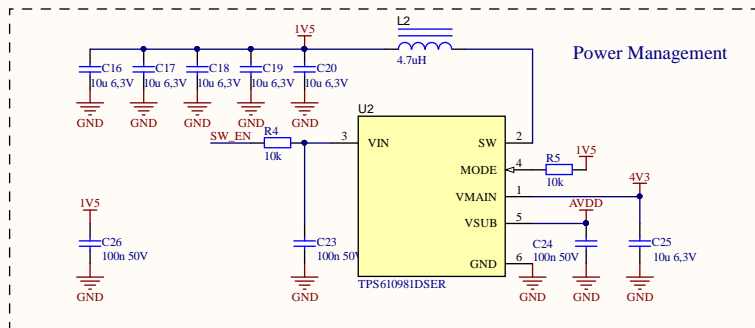 1V5
L2
4.7uH
Power Management
C16
10u 6,3V
C17
10u 6,3V
C18
10u 6,3V
C19
10u 6,3V
C20
10u 6,3V
GND
GND
GND
GND
GND
U2
SW_EN
R4
10k
3
VIN
SW
2
MODE
4
R5
10k
1V5
VMAIN
1
4V3
VSUB
5
AVDD
GND
6
1V5
C26
100n 50V
GND
C23
100n 50V
GND
TPS610981DSER
GND
C24
100n 50V
GND
C25
10u 6,3V
GND